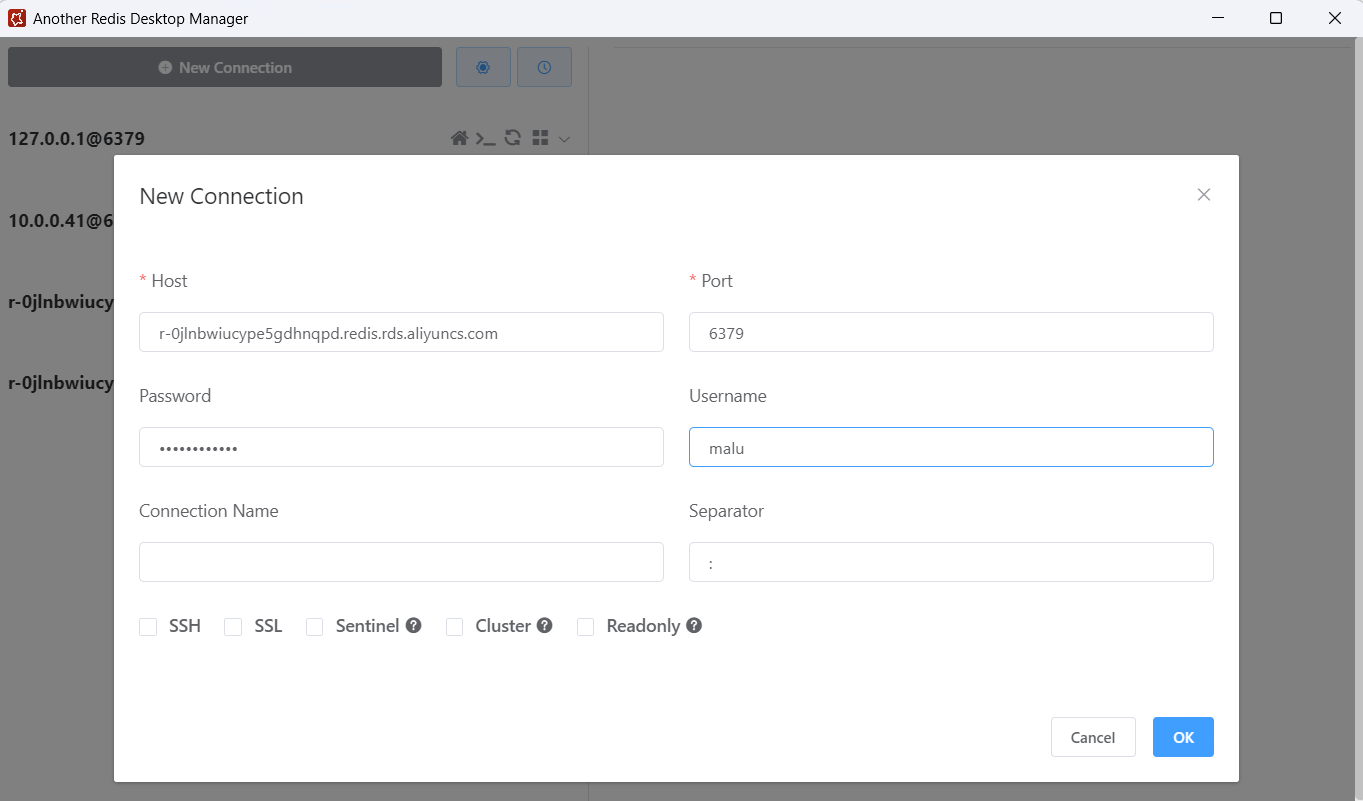 Another Redis Desktop Manager
New Connection
127.0.0.1@6379
10.0.0.41@6
r-0jlnbwiucy
r-0jlnbwiucy
New Connection
* Host
* Port
r-0jlnbwiucype5gdhnqpd.redis.rds.aliyuncs.com
6379
Password
Username
••••••••••••
malu
Connection Name
Separator
:
SSH SSL Sentinel ? Cluster ? Readonly ?
Cancel OK